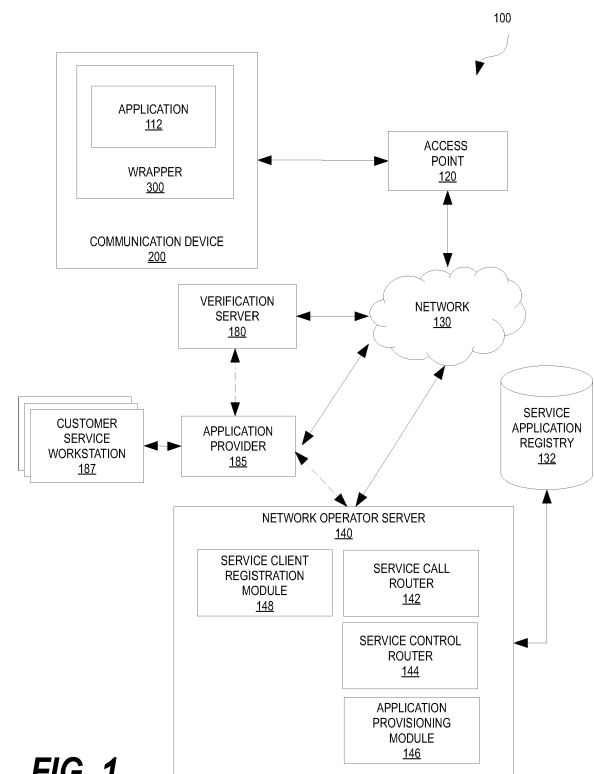 100
APPLICATION
112
WRAPPER
300
COMMUNICATION DEVICE
200
ACCESS
POINT
120
VERIFICATION
SERVER
180
NETWORK
130
CUSTOMER
SERVICE
WORKSTATION
187
APPLICATION
PROVIDER
185
SERVICE
APPLICATION
REGISTRY
132
NETWORK OPERATOR SERVER
140
SERVICE CLIENT
REGISTRATION
MODULE
148
SERVICE CALL
ROUTER
142
SERVICE CONTROL
ROUTER
144
APPLICATION
PROVISIONING
MODULE
146
FIG. 1